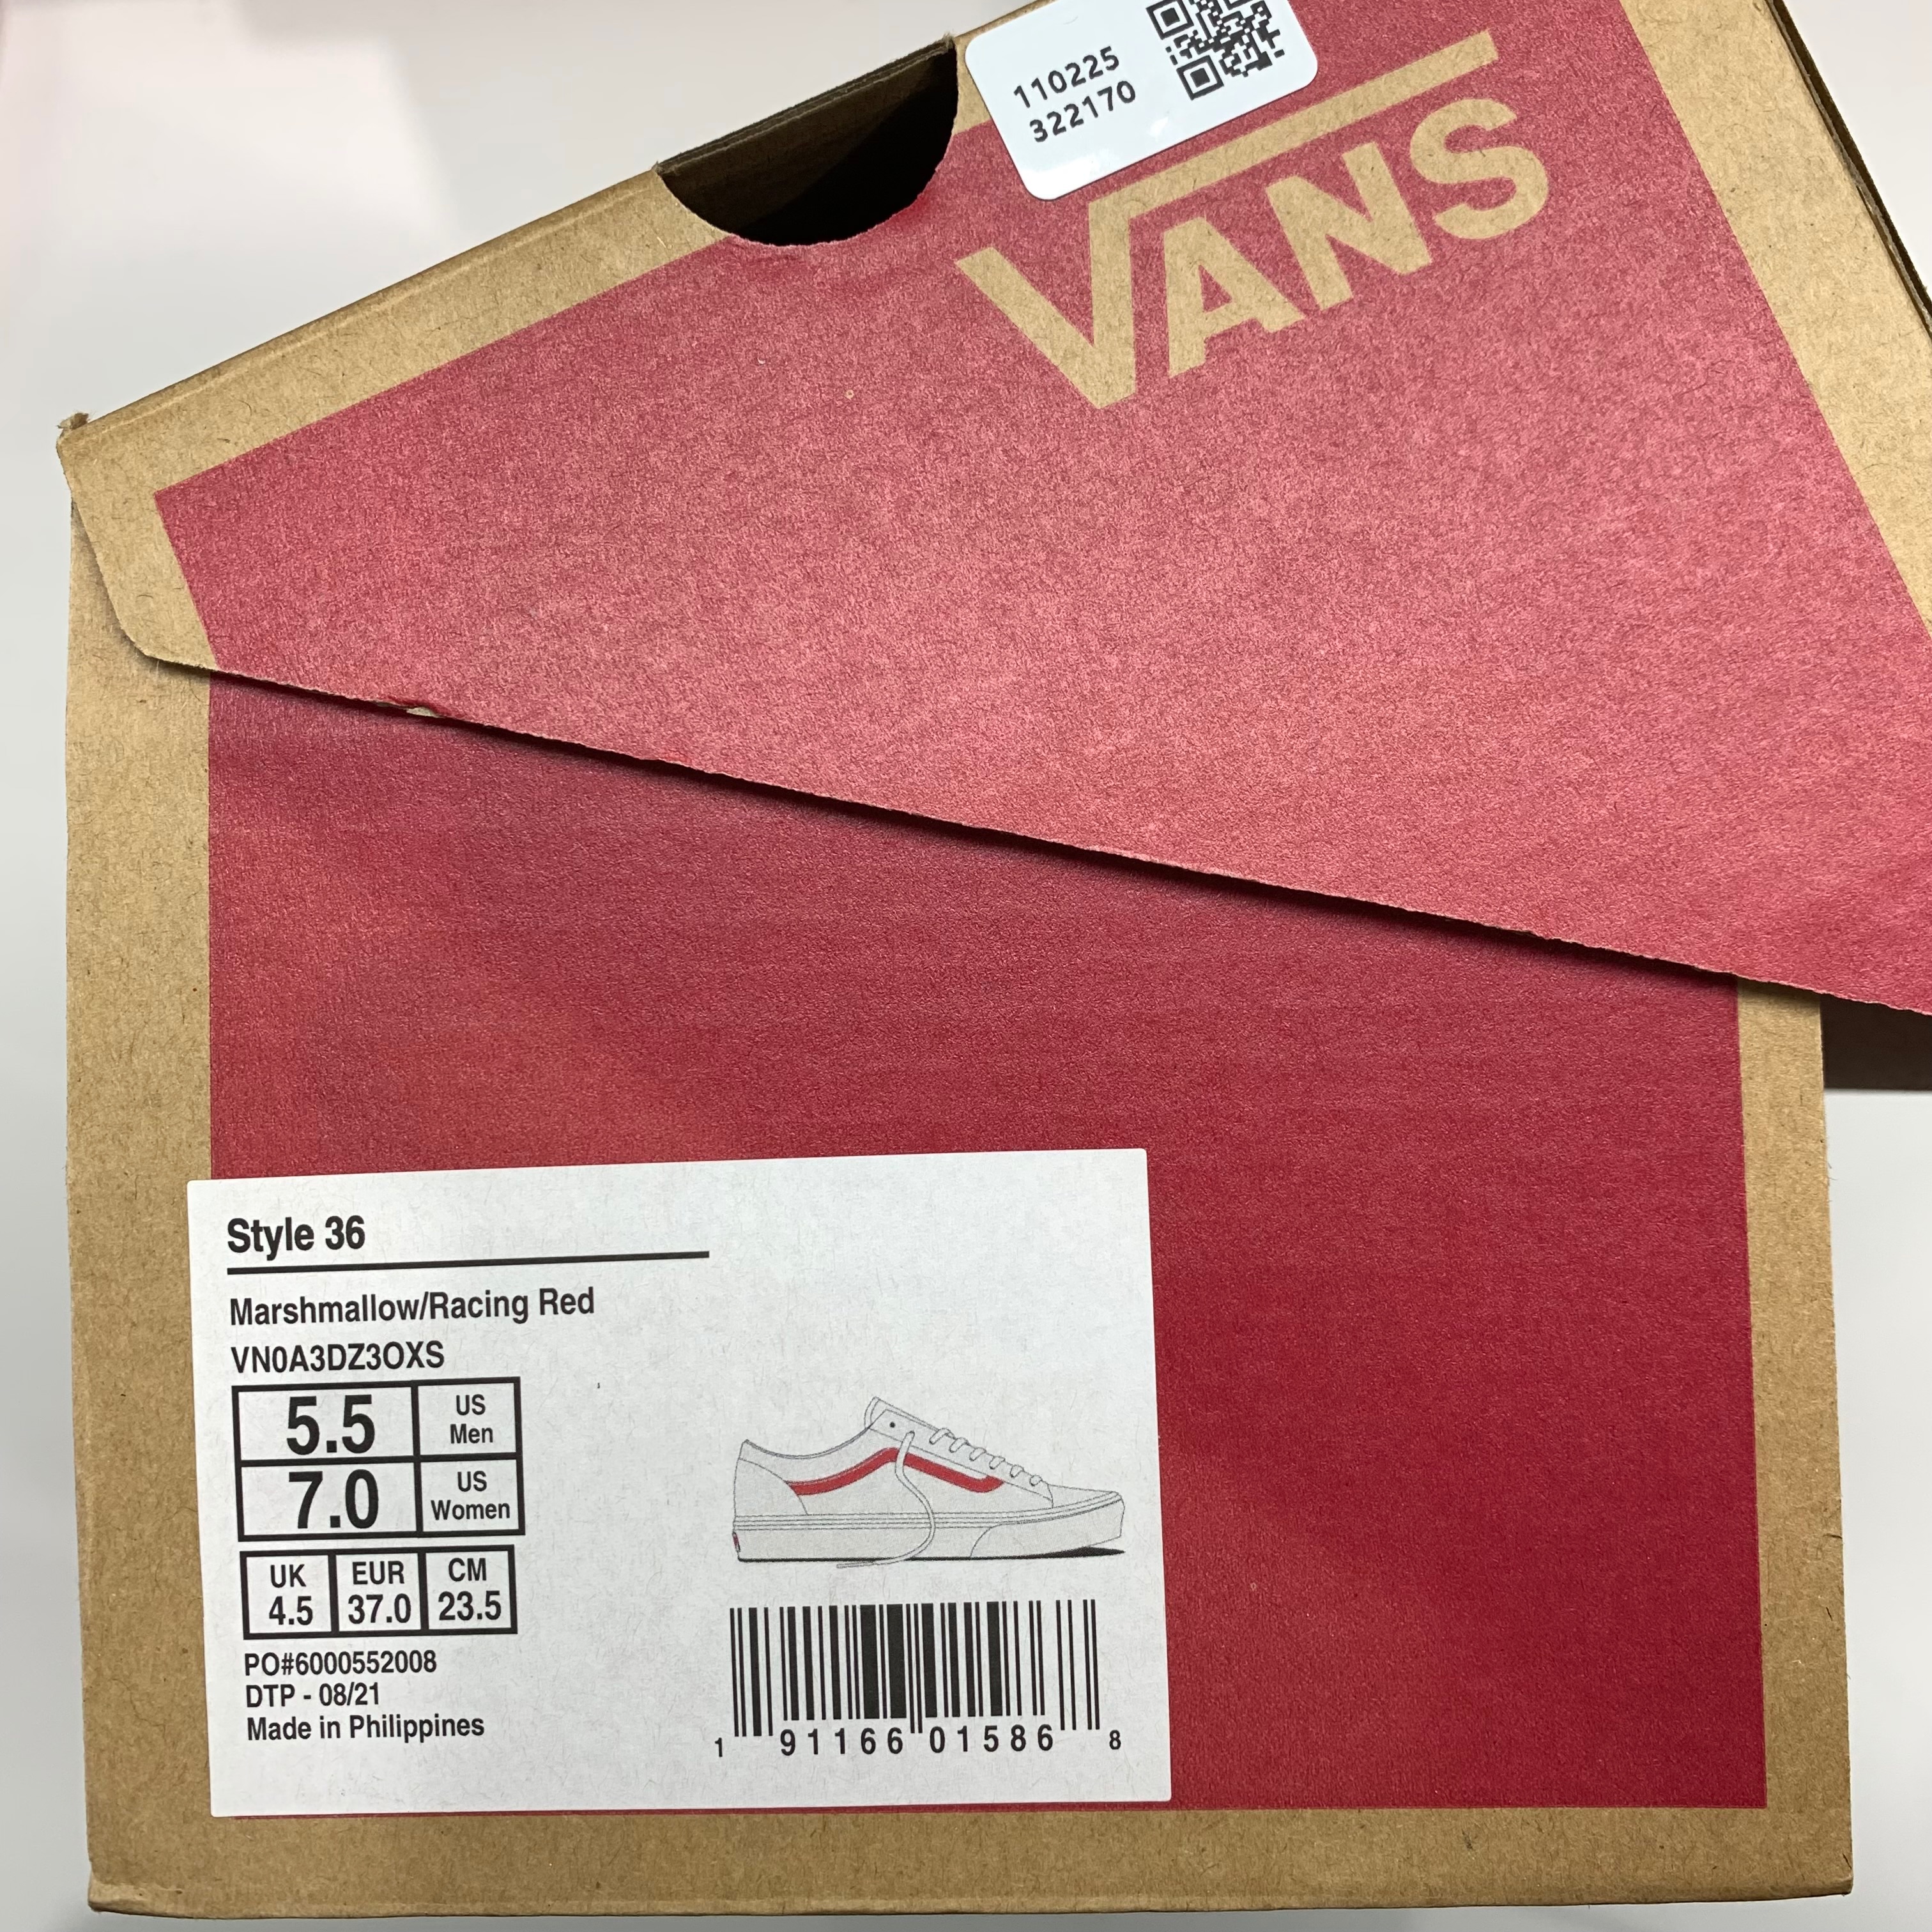 110225
322170
VANS
Style 36
Marshmallow/Racing Red
VN0A3DZ3OXS
5.5 US Men
7.0 US Women
UK EUR CM
4.5 37.0 23.5
PO#6000552008
DTP - 08/21
Made in Philippines
1 91166 01586 8